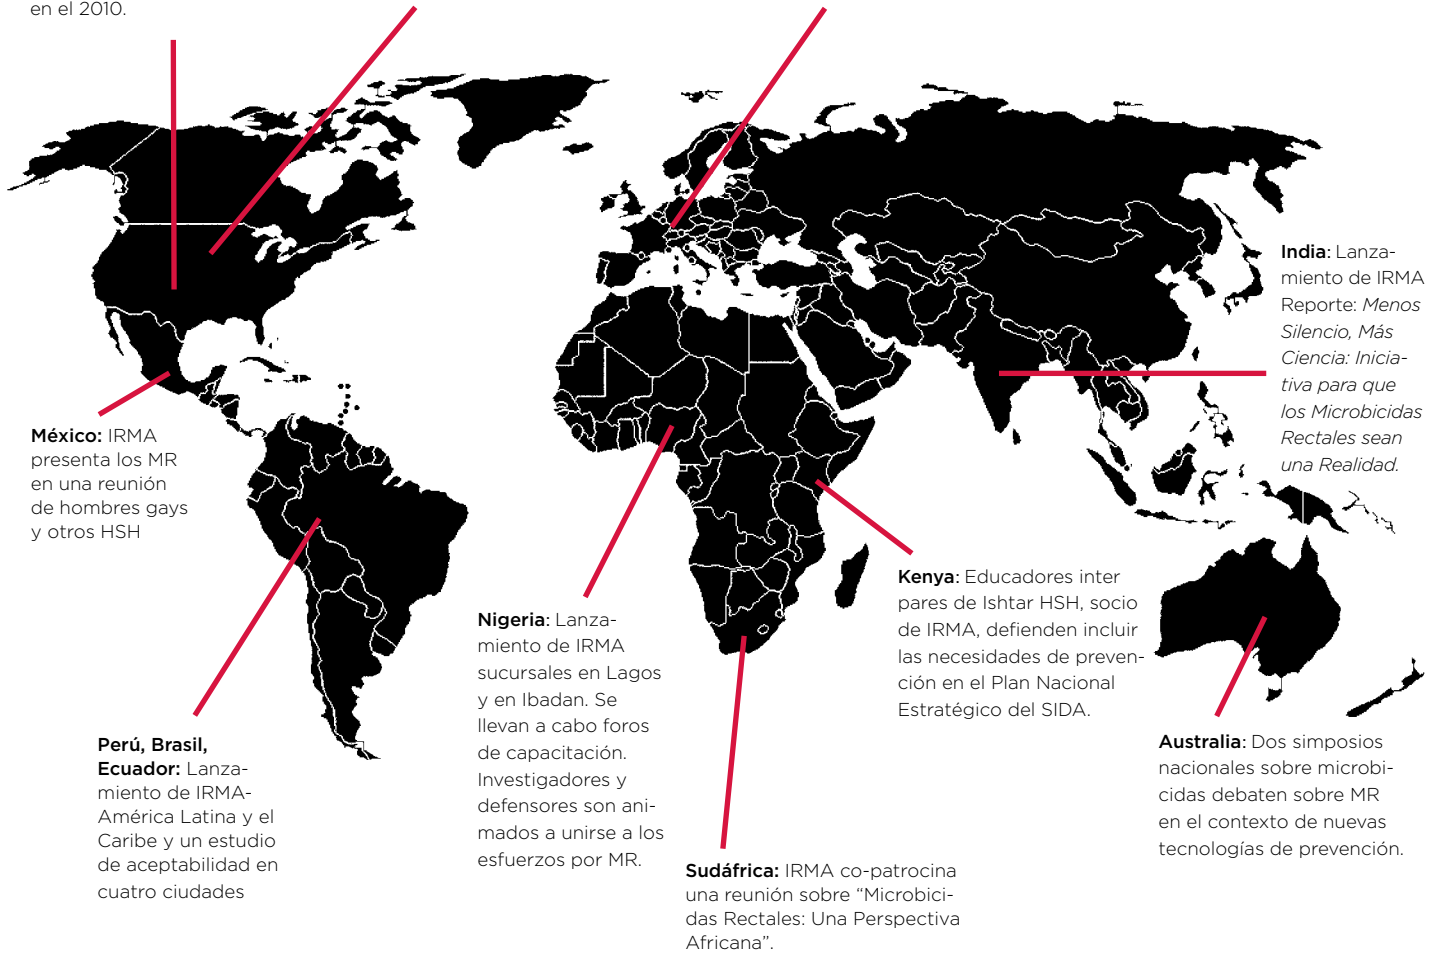 en el 2010.
India: Lanza-
miento de IRMA
Reporte: Menos
Silencio, Más
Ciencia: Inicia-
tiva para que
los Microbicidas
Rectales sean
una Realidad.
México: IRMA
presenta los MR
en una reunión
de hombres gays
y otros HSH
Kenya: Educadores inter
pares de Ishtar HSH, socio
de IRMA, defienden incluir
las necesidades de preven-
ción en el Plan Nacional
Estratégico del SIDA.
Nigeria: Lanza-
miento de IRMA
sucursales en Lagos
y en Ibadan. Se
llevan a cabo foros
de capacitación.
Investigadores y
defensores son ani-
mados a unirse a los
esfuerzos por MR.
Perú, Brasil,
Ecuador: Lanza-
miento de IRMA-
América Latina y el
Caribe y un estudio
de aceptabilidad en
cuatro ciudades
Australia: Dos simposios
nacionales sobre microbi-
cidas debaten sobre MR
en el contexto de nuevas
tecnologías de prevención.
Sudáfrica: IRMA co-patrocina
una reunión sobre “Microbici-
das Rectales: Una Perspectiva
Africana”.